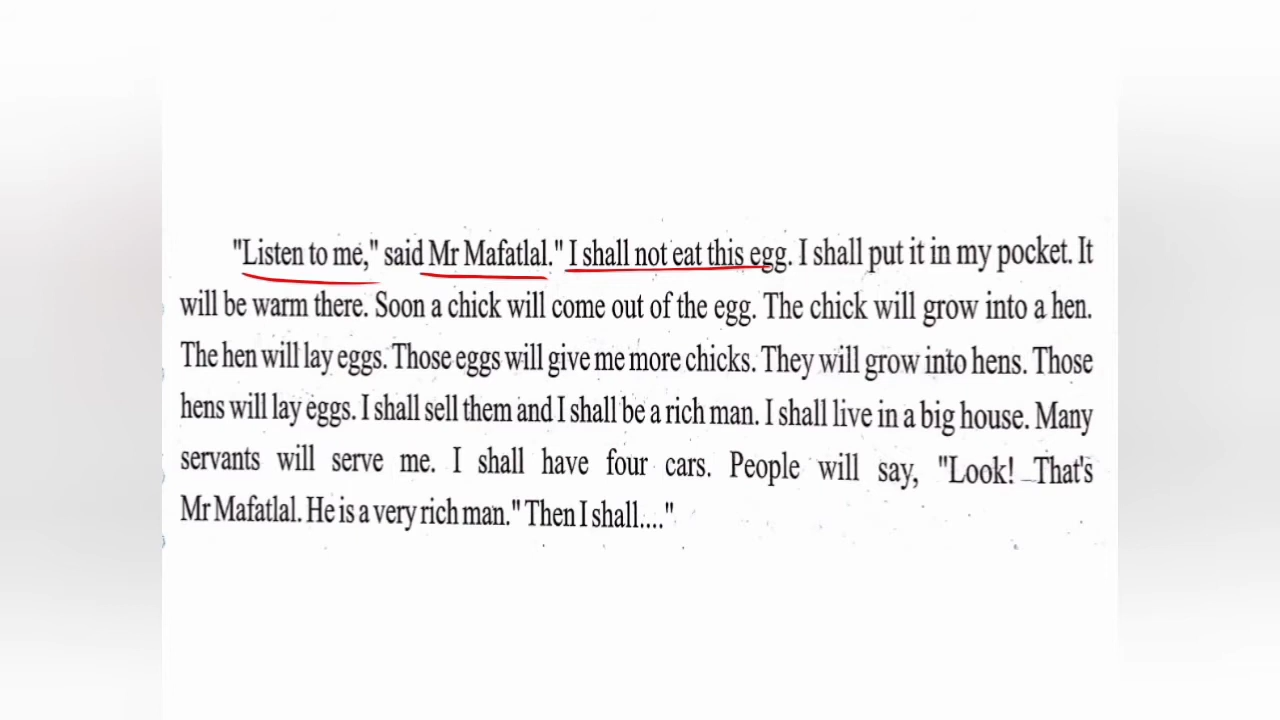 "Listen to me," said Mr Mafatlal." I shall not eat this egg. I shall put it in my pocket. It
will be warm there. Soon a chick will come out of the egg. The chick will grow into a hen.
The hen will lay eggs. Those eggs will give me more chicks. They will grow into hens. Those
hens will lay eggs. I shall sell them and I shall be a rich man. I shall live in a big house. Many
servants will serve me. I shall have four cars. People will say, "Look! That's
Mr Mafatlal. He is a very rich man." Then I shall...."